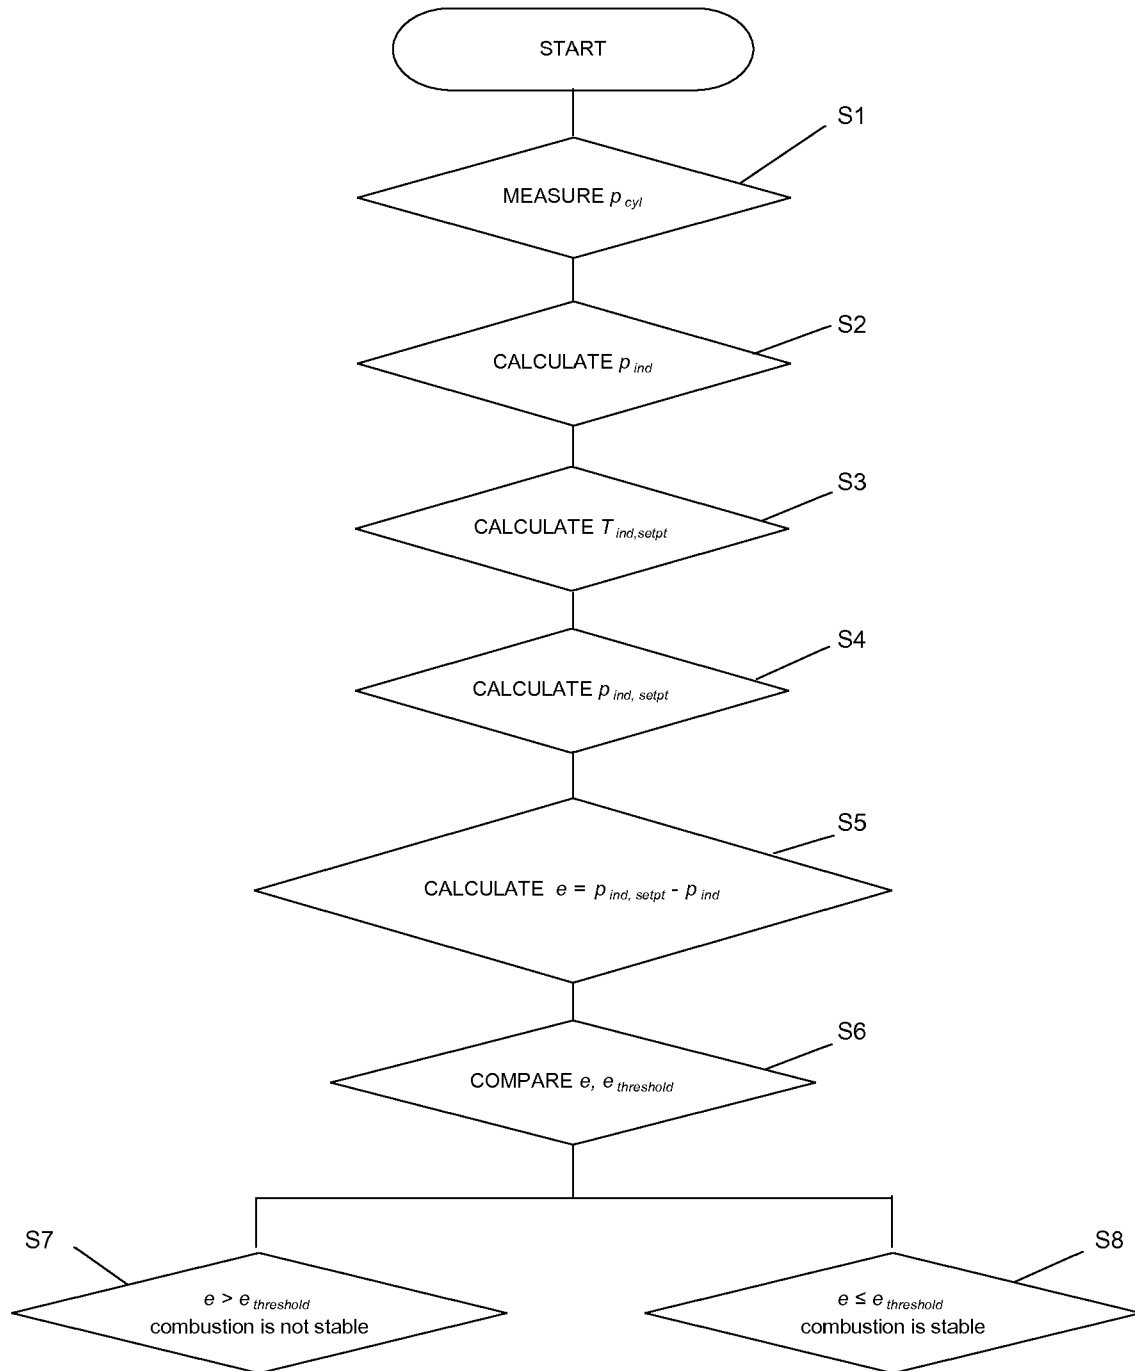 START
S1
MEASURE p cyl
S2
CALCULATE p ind
S3
CALCULATE T ind,setpt
S4
CALCULATE p ind, setpt
S5
CALCULATE e = p ind, setpt - p ind
S6
COMPARE e, e threshold
S7
e > e threshold
combustion is not stable
S8
e ≤ e threshold
combustion is stable